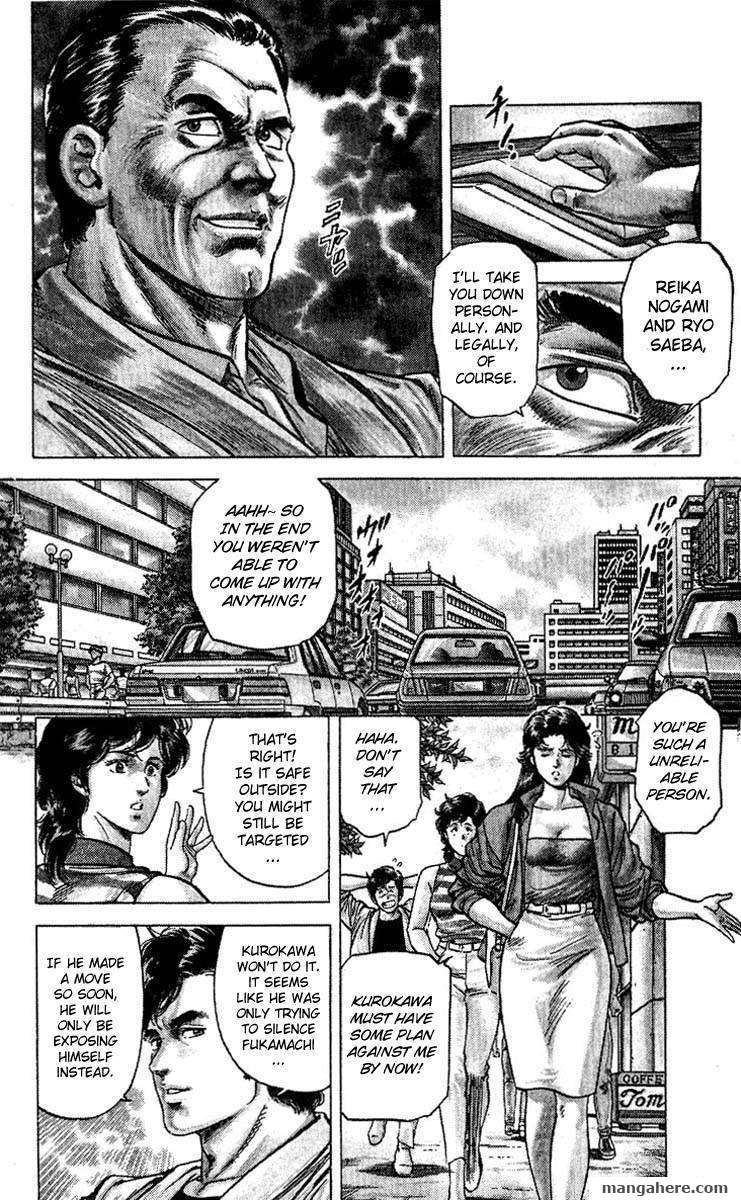 REIKA
NOGAMI
AND RYO
SAEBA,
...
I'LL TAKE
YOU DOWN
PERSON-
ALLY. AND
LEGALLY,
OF
COURSE.
AAHH~ SO
IN THE END
YOU WEREN'T
ABLE TO
COME UP WITH
ANYTHING!
YOU'RE
SUCH A
UNRELI-
ABLE
PERSON.
HAHA.
DON'T
SAY
THAT
...
KUROKAWA
MUST HAVE
SOME PLAN
AGAINST ME
BY NOW!
COFFE
Tom
THAT'S
RIGHT!
IS IT SAFE
OUTSIDE?
YOU MIGHT
STILL BE
TARGETED
...
KUROKAWA
WON'T DO IT.
IT SEEMS
LIKE HE WAS
ONLY TRYING
TO SILENCE
FUKAMACHI
...
IF HE MADE
A MOVE
SO SOON,
HE WILL
ONLY BE
EXPOSING
HIMSELF
INSTEAD.
mangahere.com